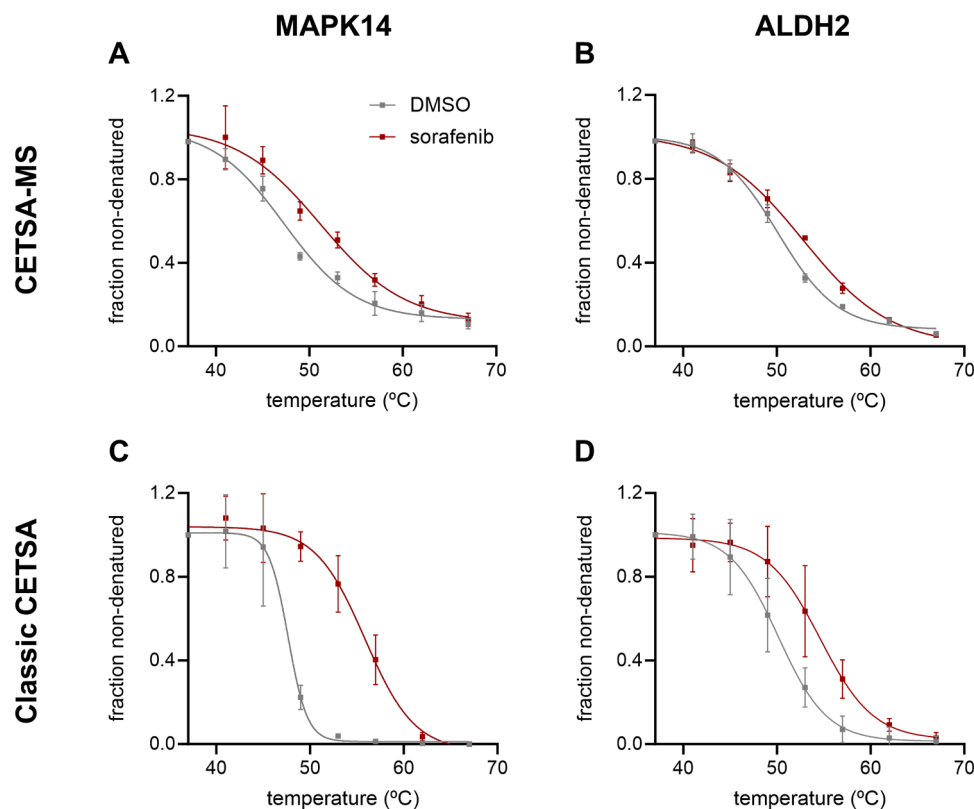 MAPK14
ALDH2
CETSA-MS
Classic CETSA
A
1.2
0.8
0.4
0.0
fraction non-denatured
DMSO
sorafenib
40
50
60
70
temperature (ºC)
B
1.2
0.8
0.4
0.0
fraction non-denatured
40
50
60
70
temperature (ºC)
C
1.2
0.8
0.4
0.0
fraction non-denatured
40
50
60
70
temperature (ºC)
D
1.2
0.8
0.4
0.0
fraction non-denatured
40
50
60
70
temperature (ºC)